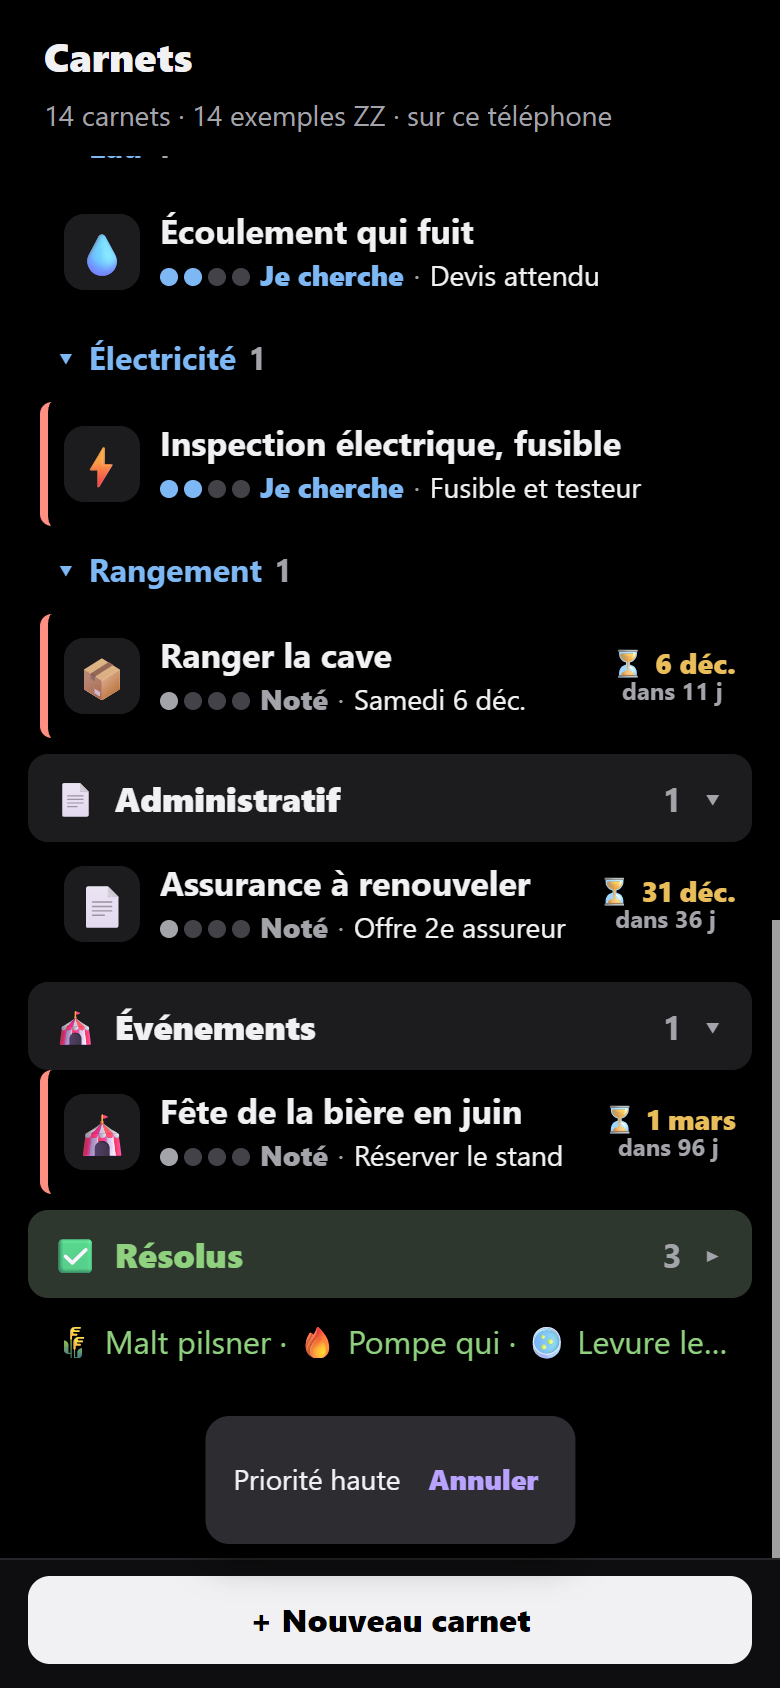 Carnets
14 carnets · 14 exemples ZZ · sur ce téléphone
Écoulement qui fuit
Je cherche · Devis attendu
Électricité 1
Inspection électrique, fusible
Je cherche · Fusible et testeur
Rangement 1
Ranger la cave
6 déc.
Noté · Samedi 6 déc.
dans 11 j
Administratif 1
Assurance à renouveler
31 déc.
Noté · Offre 2e assureur
dans 36 j
Événements 1
Fête de la bière en juin
1 mars
Noté · Réserver le stand
dans 96 j
Résolus 3
Malt pilsner · Pompe qui · Levure le...
Priorité haute Annuler
+ Nouveau carnet